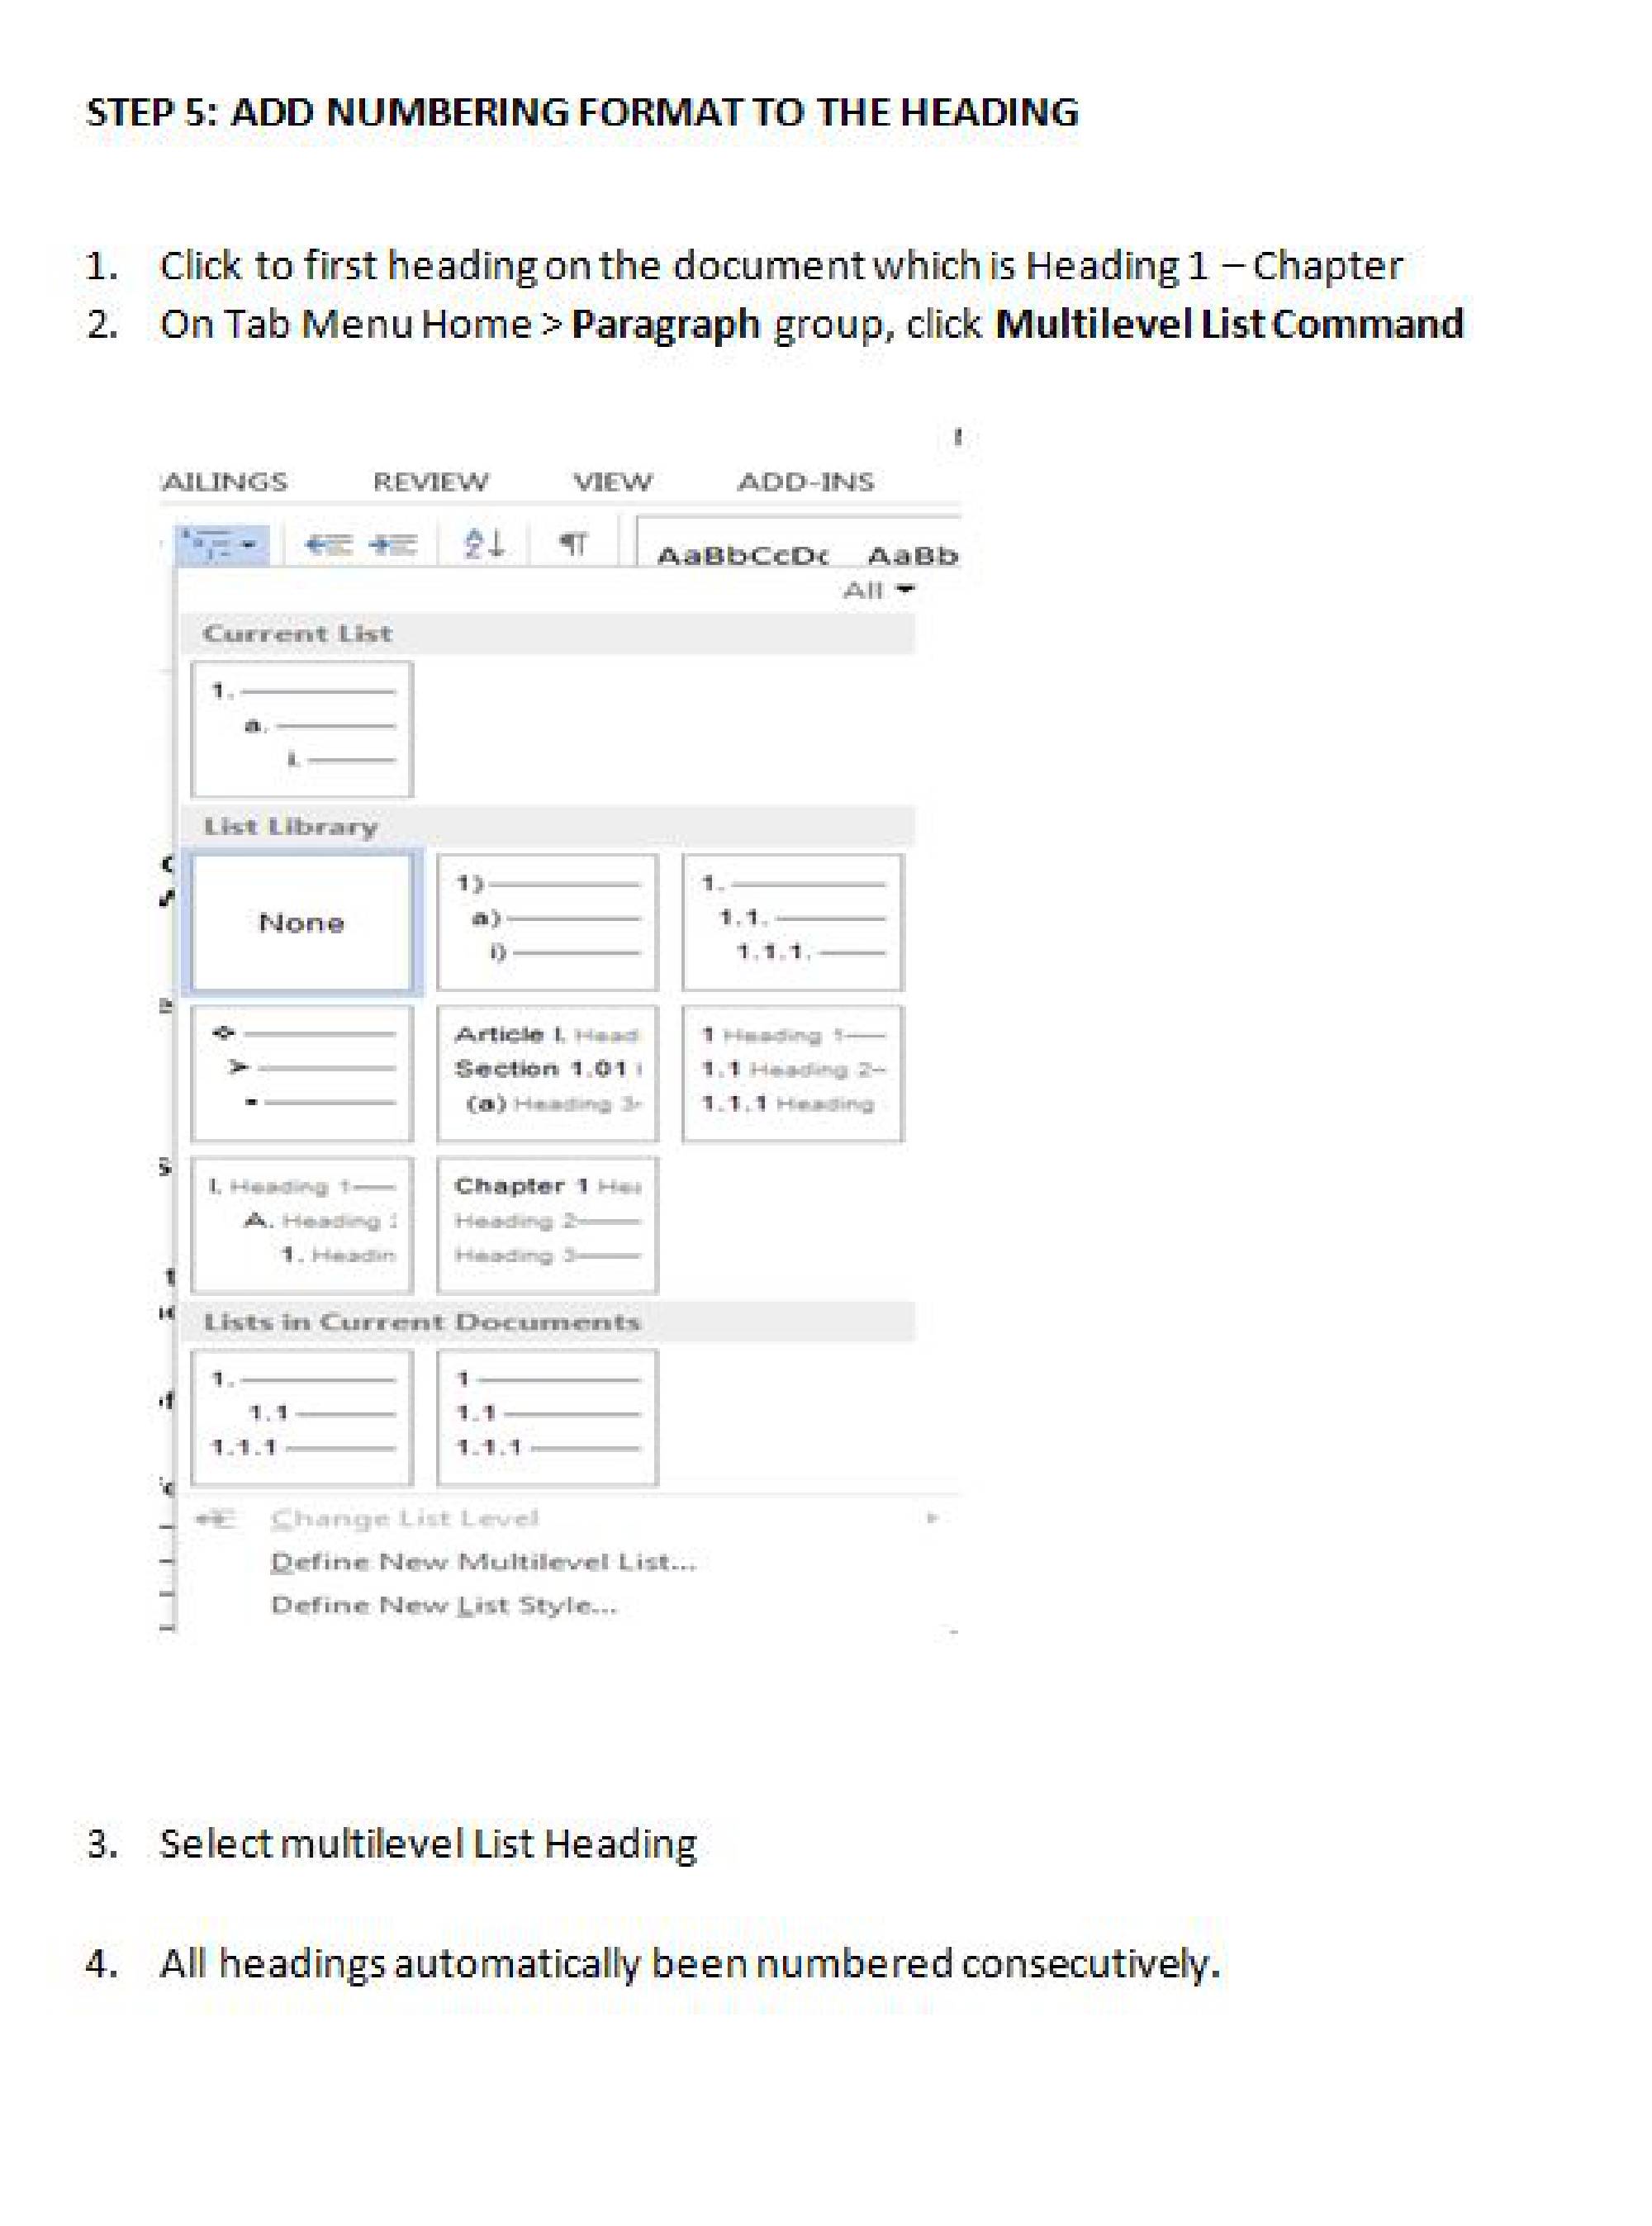 STEP 5: ADD NUMBERING FORMAT TO THE HEADING
1. Click to first heading on the document which is Heading 1 – Chapter
2. On Tab Menu Home > Paragraph group, click Multilevel List Command
AILINGS REVIEW VIEW ADD-INS
AaBbCcDc AaBb
All
Current List
1.
a.
i.
List Library
None 1) 1.
a) 1.1.
i) 1.1.1.
Article I. Head 1 Heading 1
Section 1.01 1.1 Heading 2
(a) Heading 3 1.1.1 Heading
I. Heading 1 Chapter 1 Hea
A. Heading 2 Heading 2
1. Headin Heading 3
Lists in Current Documents
1. 1
1.1 1.1
1.1.1 1.1.1
Change List Level
Define New Multilevel List...
Define New List Style...
3. Select multilevel List Heading
4. All headings automatically been numbered consecutively.